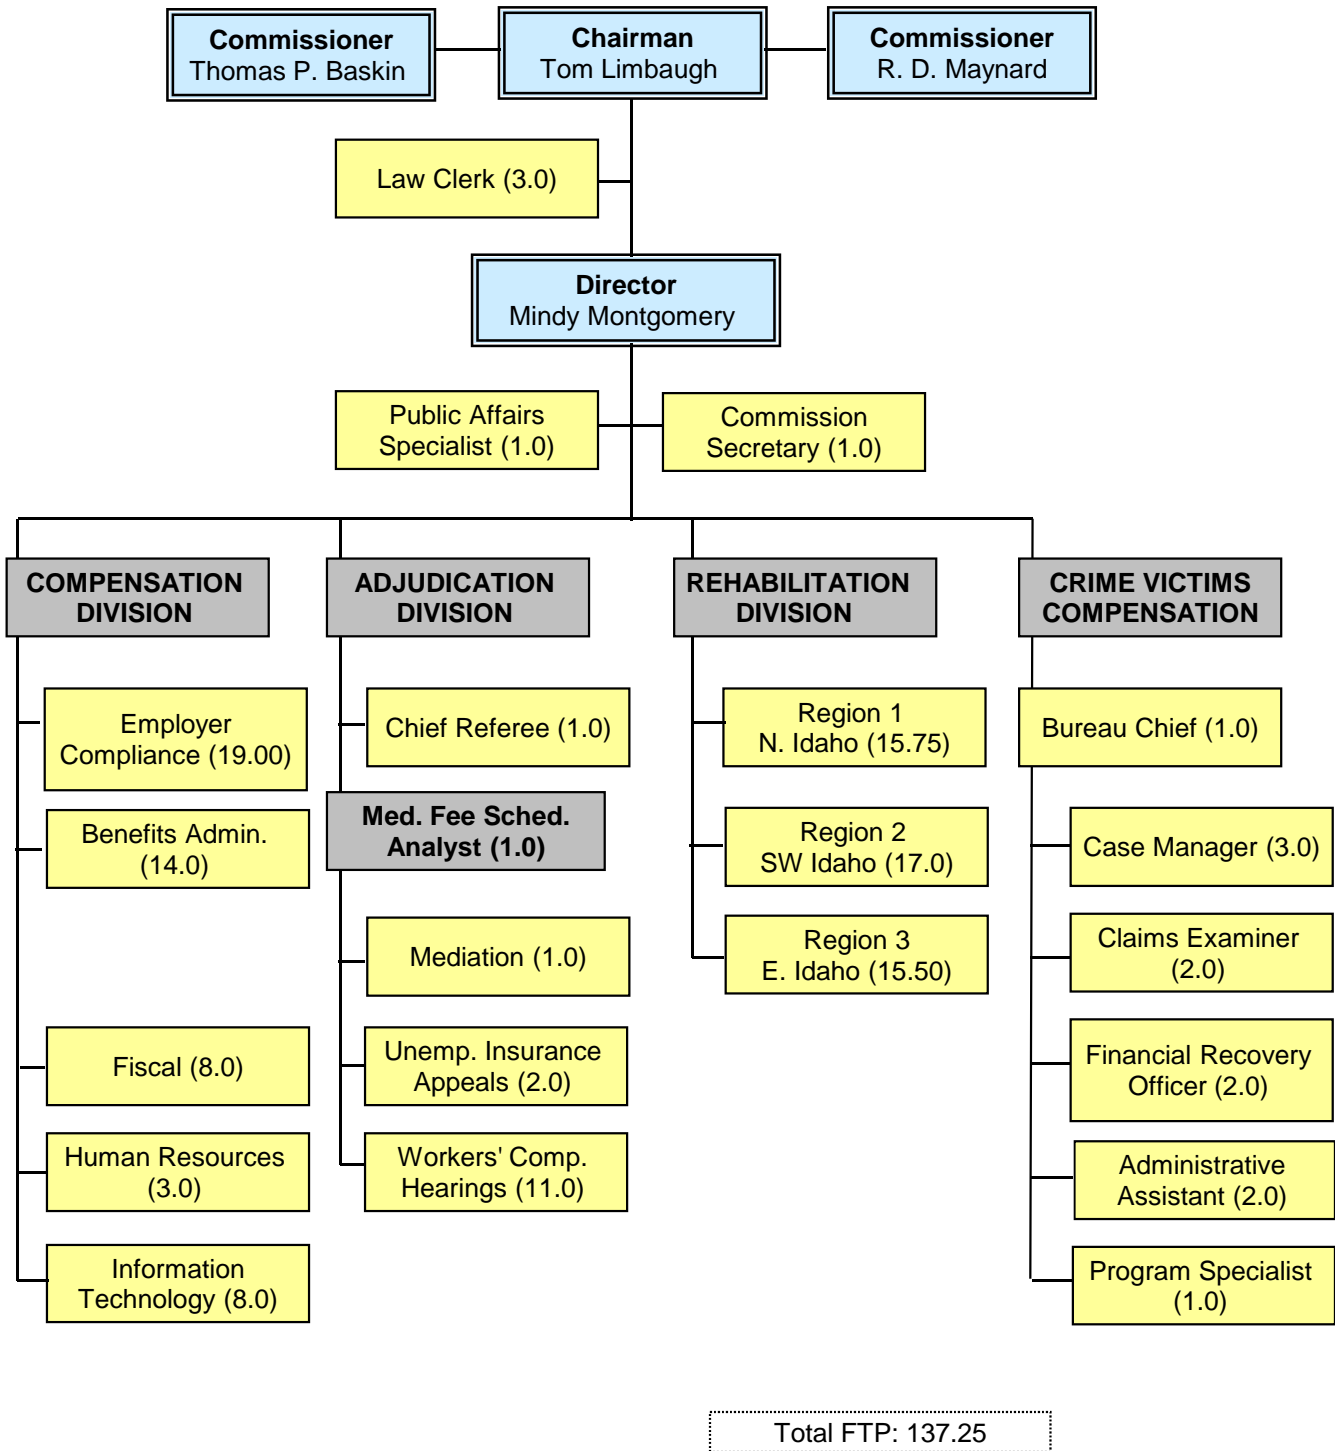 Commissioner
Thomas P. Baskin
Chairman
Tom Limbaugh
Commissioner
R. D. Maynard
Law Clerk (3.0)
Director
Mindy Montgomery
Public Affairs
Specialist (1.0)
Commission
Secretary (1.0)
COMPENSATION
DIVISION
Employer
Compliance (19.00)
Benefits Admin.
(14.0)
Fiscal (8.0)
Human Resources
(3.0)
Information
Technology (8.0)
ADJUDICATION
DIVISION
Chief Referee (1.0)
Med. Fee Sched.
Analyst (1.0)
Mediation (1.0)
Unemp. Insurance
Appeals (2.0)
Workers' Comp.
Hearings (11.0)
REHABILITATION
DIVISION
Region 1
N. Idaho (15.75)
Region 2
SW Idaho (17.0)
Region 3
E. Idaho (15.50)
CRIME VICTIMS
COMPENSATION
Bureau Chief (1.0)
Case Manager (3.0)
Claims Examiner
(2.0)
Financial Recovery
Officer (2.0)
Administrative
Assistant (2.0)
Program Specialist
(1.0)
Total FTP: 137.25